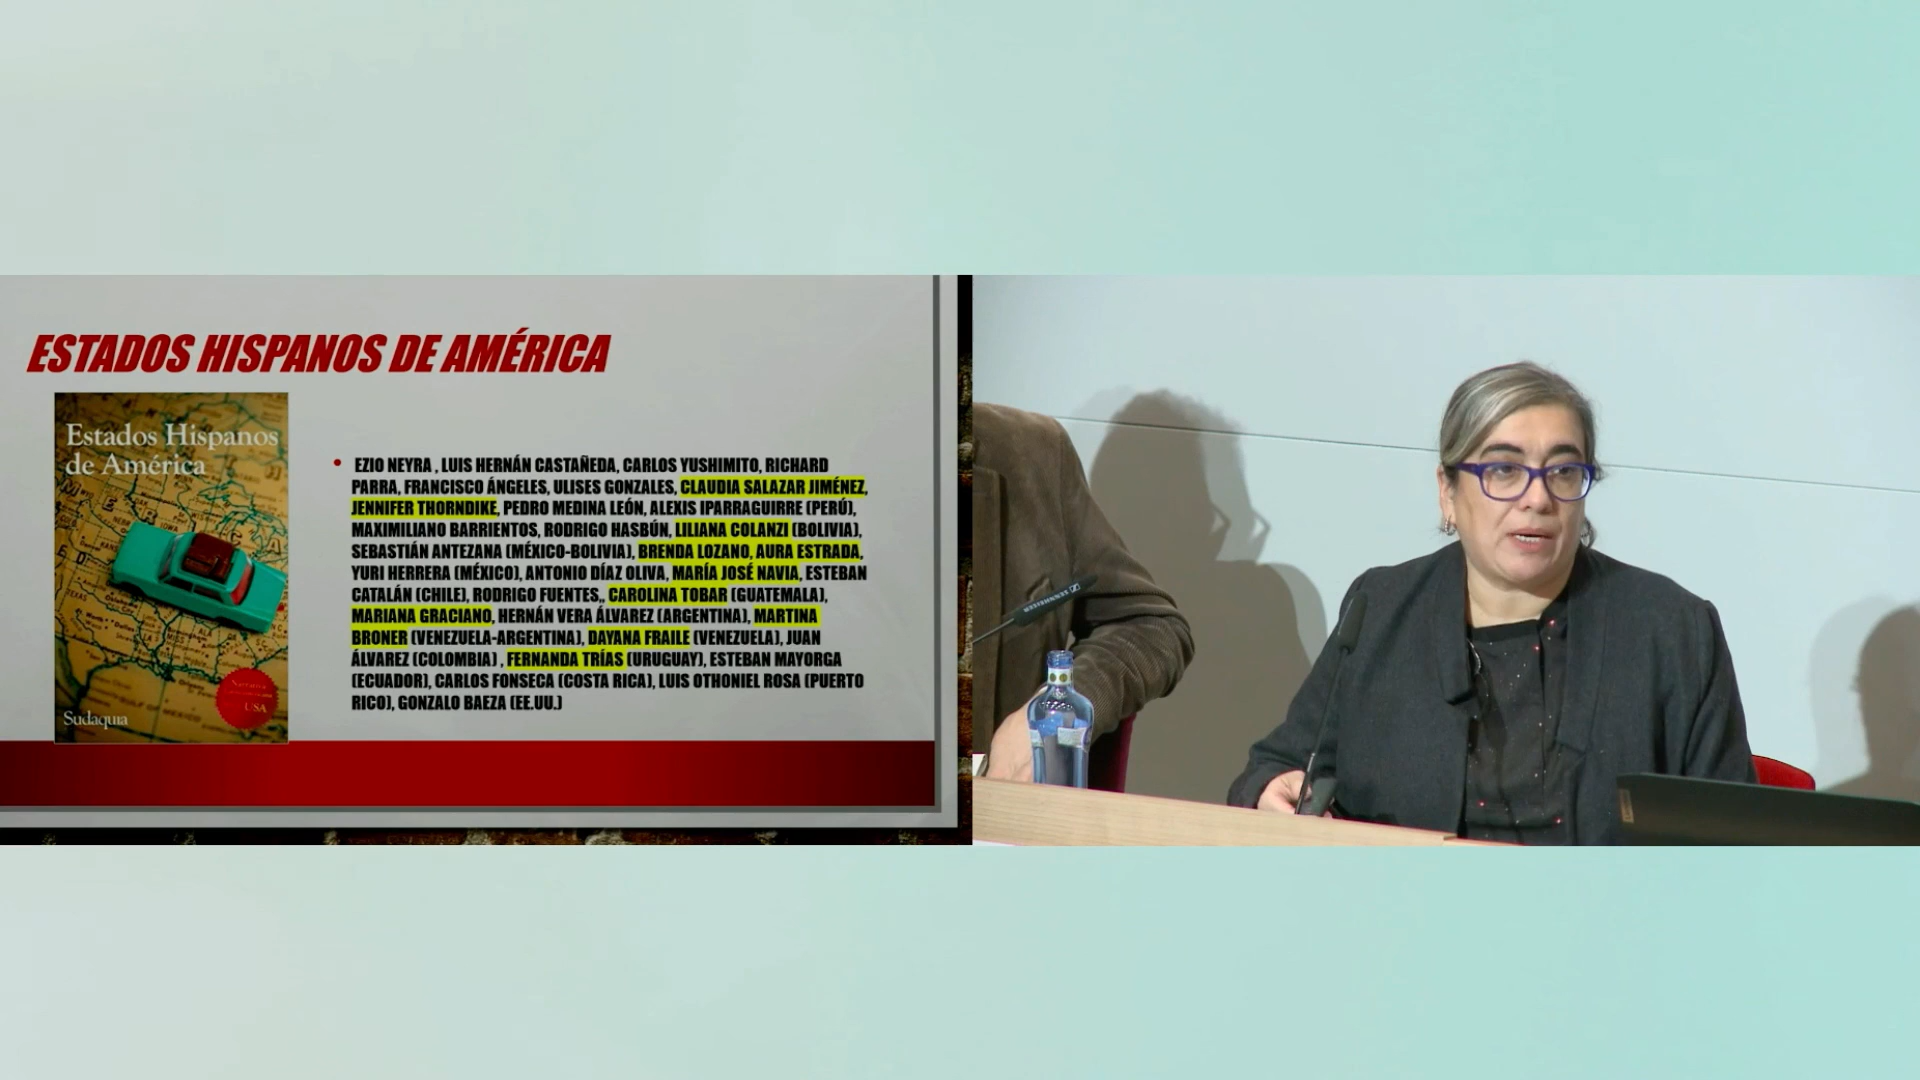 ESTADOS HISPANOS DE AMÉRICA
Estados Hispanos
de América
Narrativa
USA
Sudaquia
• EZIO NEYRA , LUIS HERNÁN CASTAÑEDA, CARLOS YUSHIMITO, RICHARD
PARRA, FRANCISCO ÁNGELES, ULISES GONZALES, CLAUDIA SALAZAR JIMÉNEZ,
JENNIFER THORNDIKE, PEDRO MEDINA LEÓN, ALEXIS IPARRAGUIRRE (PERÚ),
MAXIMILIANO BARRIENTOS, RODRIGO HASBÚN, LILIANA COLANZI (BOLIVIA),
SEBASTIÁN ANTEZANA (MÉXICO-BOLIVIA), BRENDA LOZANO, AURA ESTRADA,
YURI HERRERA (MÉXICO), ANTONIO DÍAZ OLIVA, MARÍA JOSÉ NAVIA, ESTEBAN
CATALÁN (CHILE), RODRIGO FUENTES,, CAROLINA TOBAR (GUATEMALA),
MARIANA GRACIANO, HERNÁN VERA ÁLVAREZ (ARGENTINA), MARTINA
BRONER (VENEZUELA-ARGENTINA), DAYANA FRAILE (VENEZUELA), JUAN
ÁLVAREZ (COLOMBIA) , FERNANDA TRÍAS (URUGUAY), ESTEBAN MAYORGA
(ECUADOR), CARLOS FONSECA (COSTA RICA), LUIS OTHONIEL ROSA (PUERTO
RICO), GONZALO BAEZA (EE.UU.)
SENNHEISER